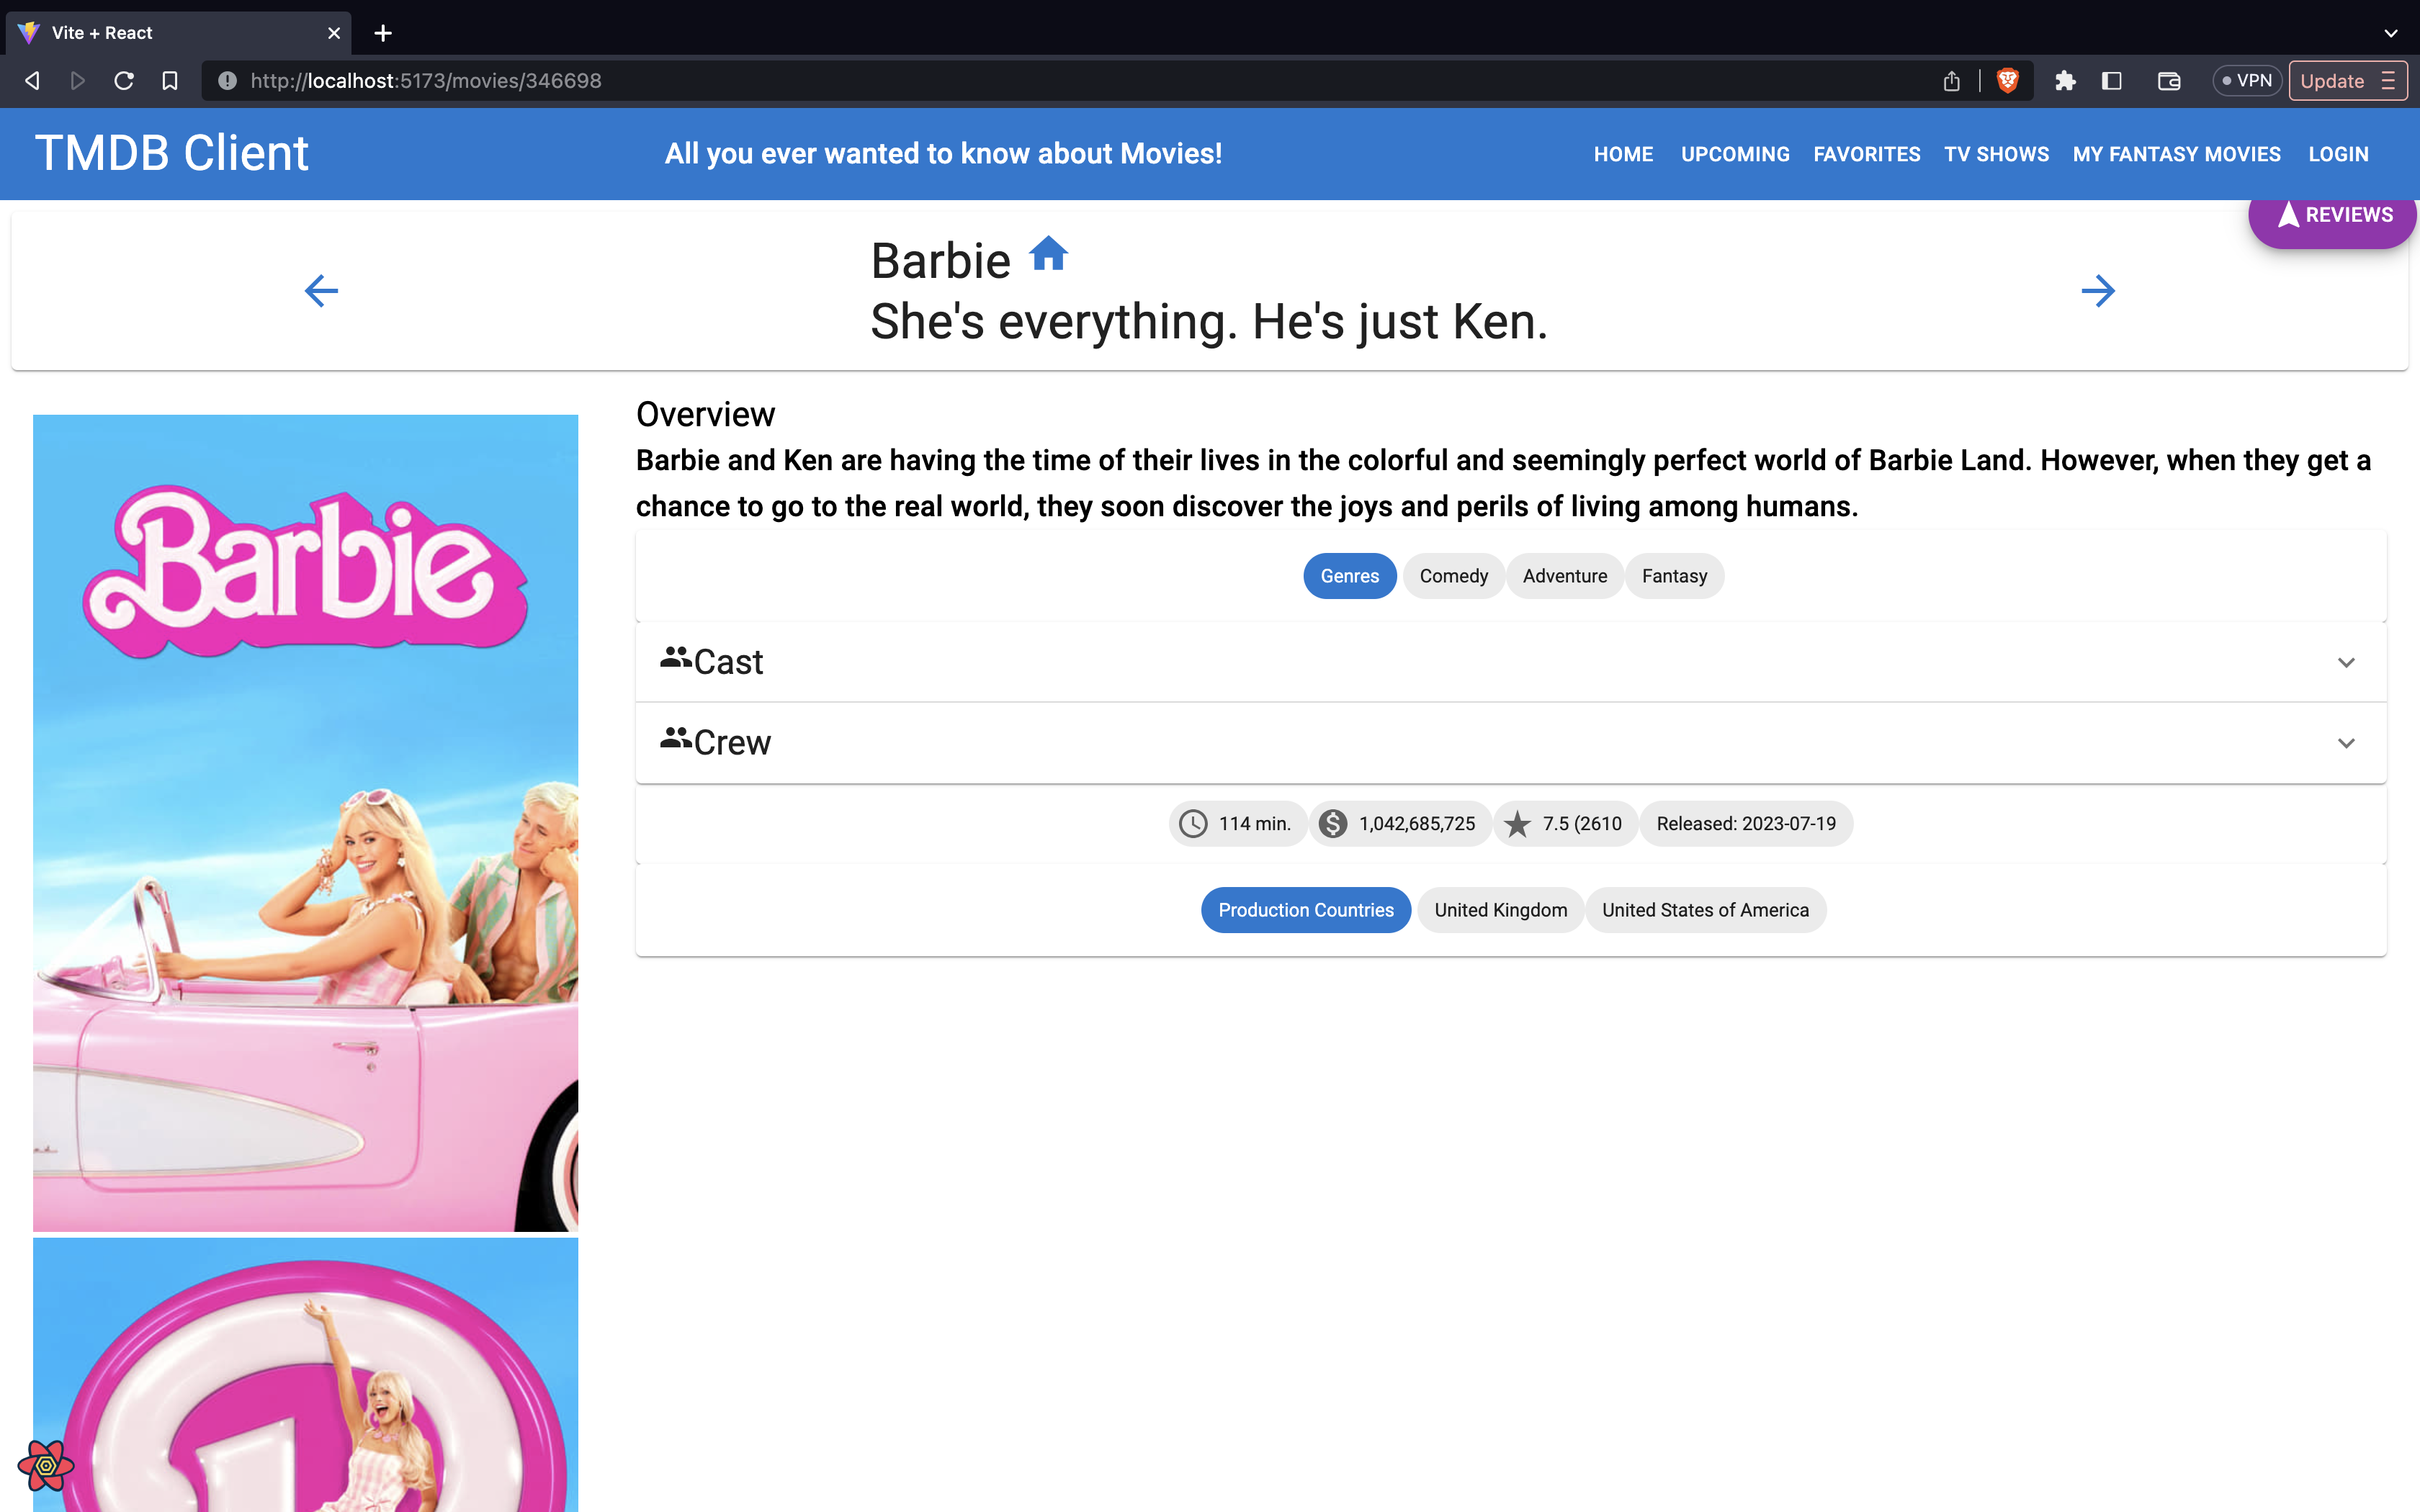 Vite + React
http://localhost:5173/movies/346698
VPN
Update
TMDB Client
All you ever wanted to know about Movies!
HOME UPCOMING FAVORITES TV SHOWS MY FANTASY MOVIES LOGIN
REVIEWS
Barbie
She's everything. He's just Ken.
Overview
Barbie and Ken are having the time of their lives in the colorful and seemingly perfect world of Barbie Land. However, when they get a
chance to go to the real world, they soon discover the joys and perils of living among humans.
Barbie
Genres Comedy Adventure Fantasy
Cast
Crew
114 min. 1,042,685,725 7.5 (2610 Released: 2023-07-19
Production Countries United Kingdom United States of America